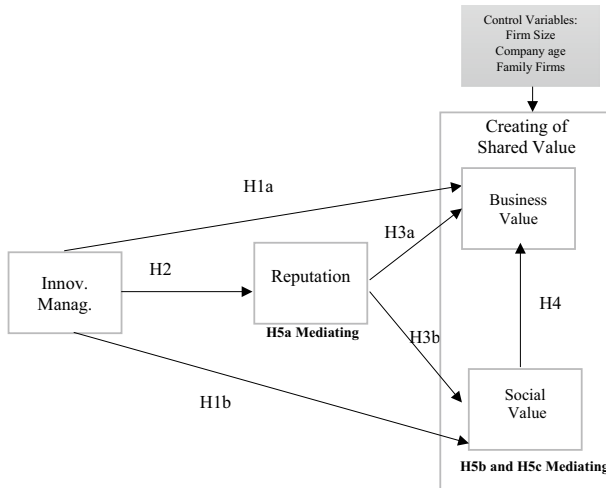 Control Variables:
Firm Size
Company age
Family Firms
Creating of
Shared Value
H1a
Business
Value
H3a
H2
Innov.
Manag.
Reputation
H5a Mediating
H4
H3b
H1b
Social
Value
H5b and H5c Mediating